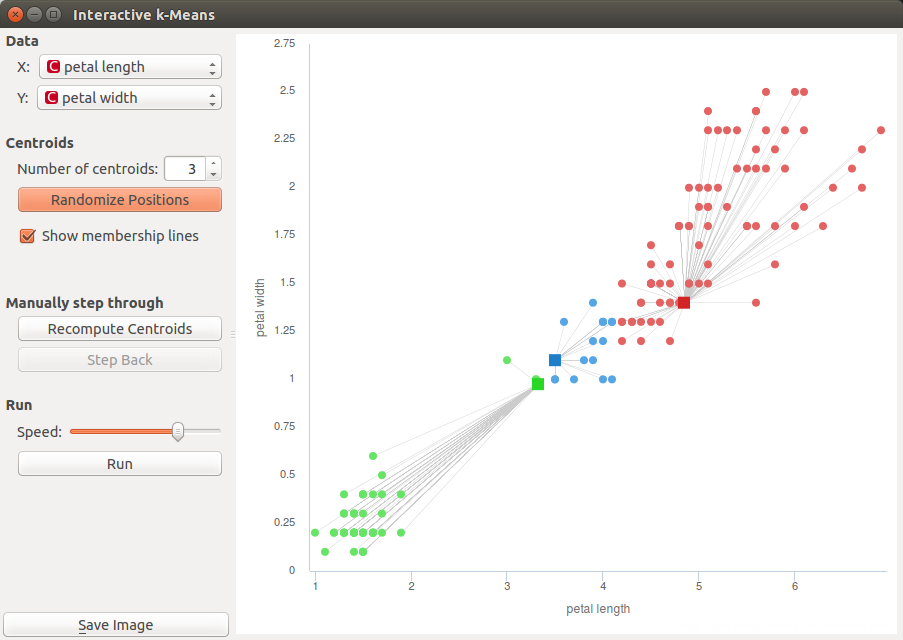 Interactive k-Means
Data
X: C petal length
Y: C petal width
Centroids
Number of centroids: 3
Randomize Positions
Show membership lines
Manually step through
Recompute Centroids
Step Back
Run
Speed:
Run
Save Image
2.75
2.5
2.25
2
1.75
1.5
1.25
1
0.75
0.5
0.25
0
petal width
1 2 3 4 5 6
petal length